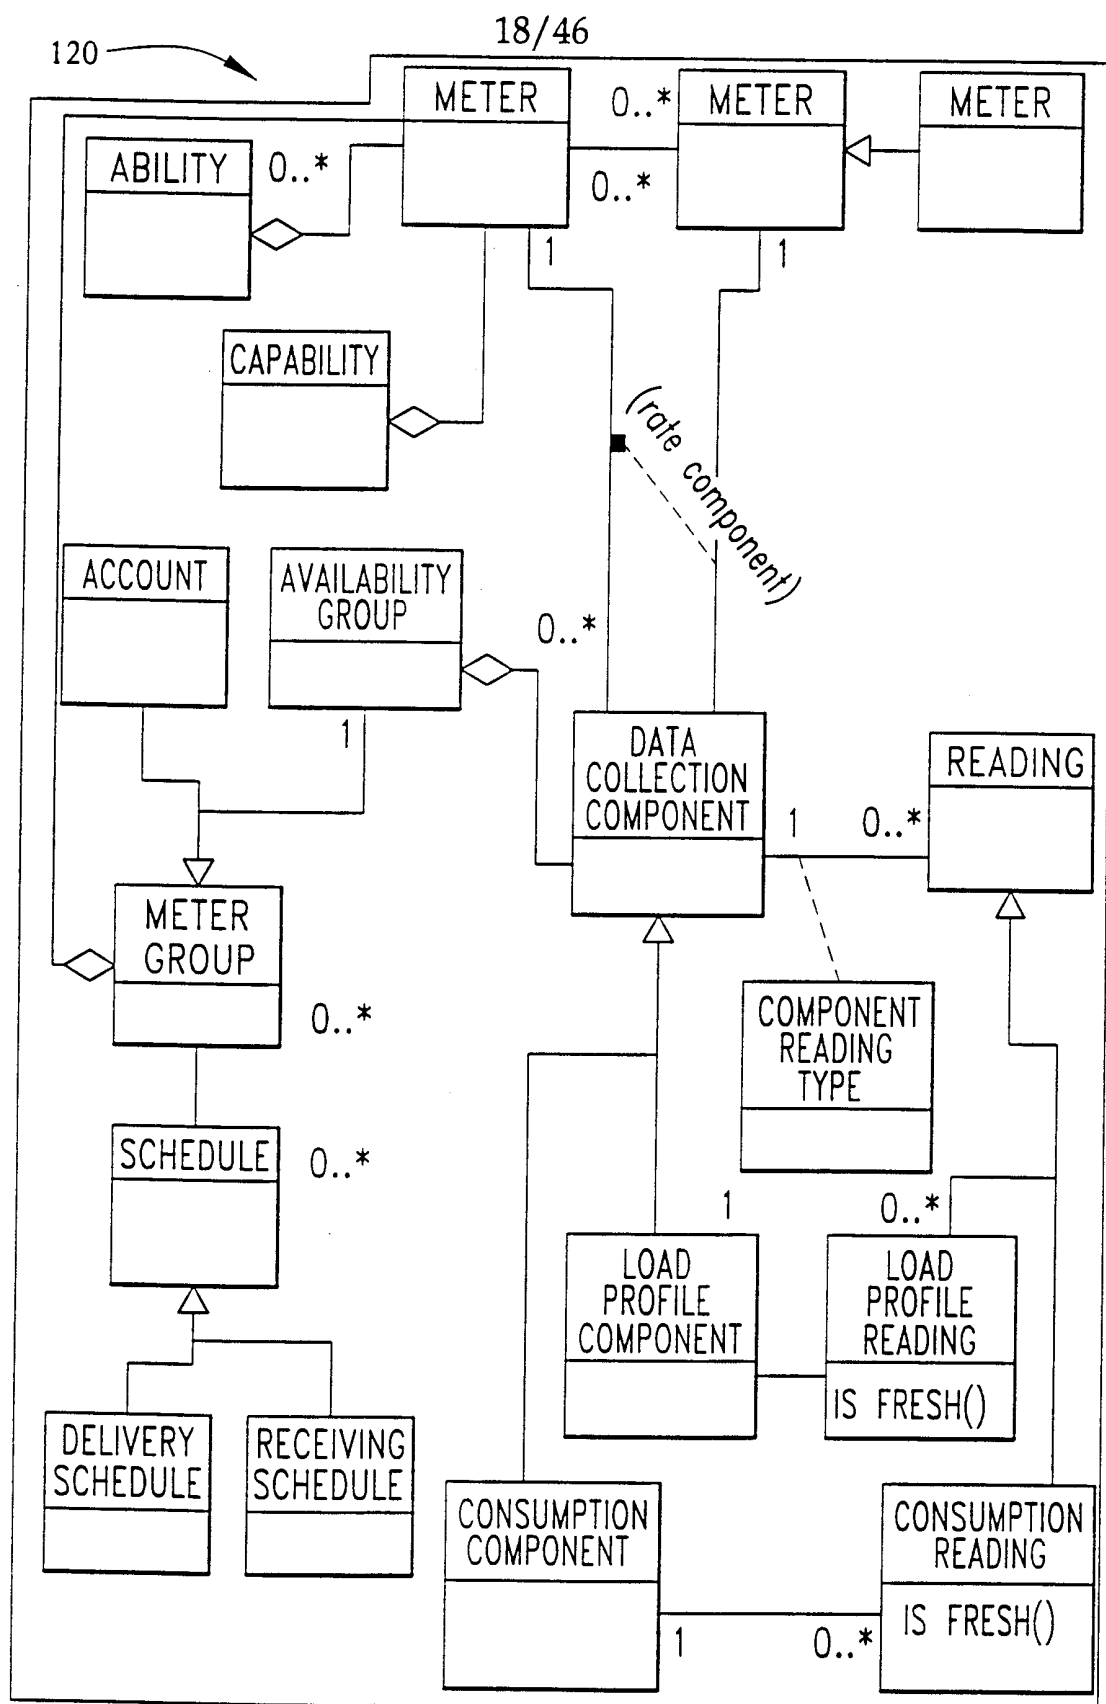 18/46
120
METER
0..*
METER
METER
ABILITY
0..*
0..*
1
1
CAPABILITY
(rate component)
ACCOUNT
AVAILABILITY
GROUP
0..*
1
DATA
COLLECTION
COMPONENT
READING
1
0..*
METER
GROUP
0..*
COMPONENT
READING
TYPE
SCHEDULE
0..*
1
0..*
LOAD
PROFILE
COMPONENT
LOAD
PROFILE
READING
IS FRESH()
DELIVERY
SCHEDULE
RECEIVING
SCHEDULE
CONSUMPTION
COMPONENT
CONSUMPTION
READING
IS FRESH()
1
0..*